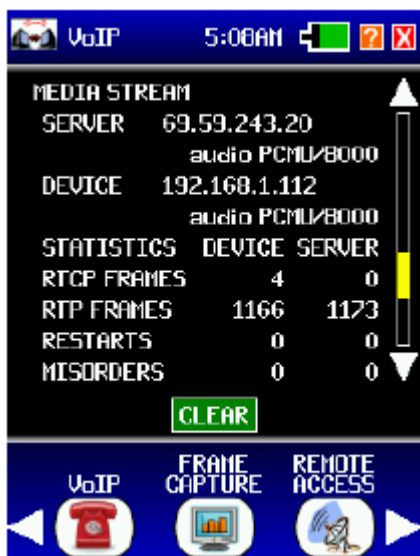 VoIP 5:08AM ? X
MEDIA STREAM
SERVER 69.59.243.20
audio PCMU/8000
DEVICE 192.168.1.112
audio PCMU/8000
STATISTICS DEVICE SERVER
RTCP FRAMES 4 0
RTP FRAMES 1166 1173
RESTARTS 0 0
MISORDERS 0 0
CLEAR
VoIP FRAME CAPTURE REMOTE ACCESS